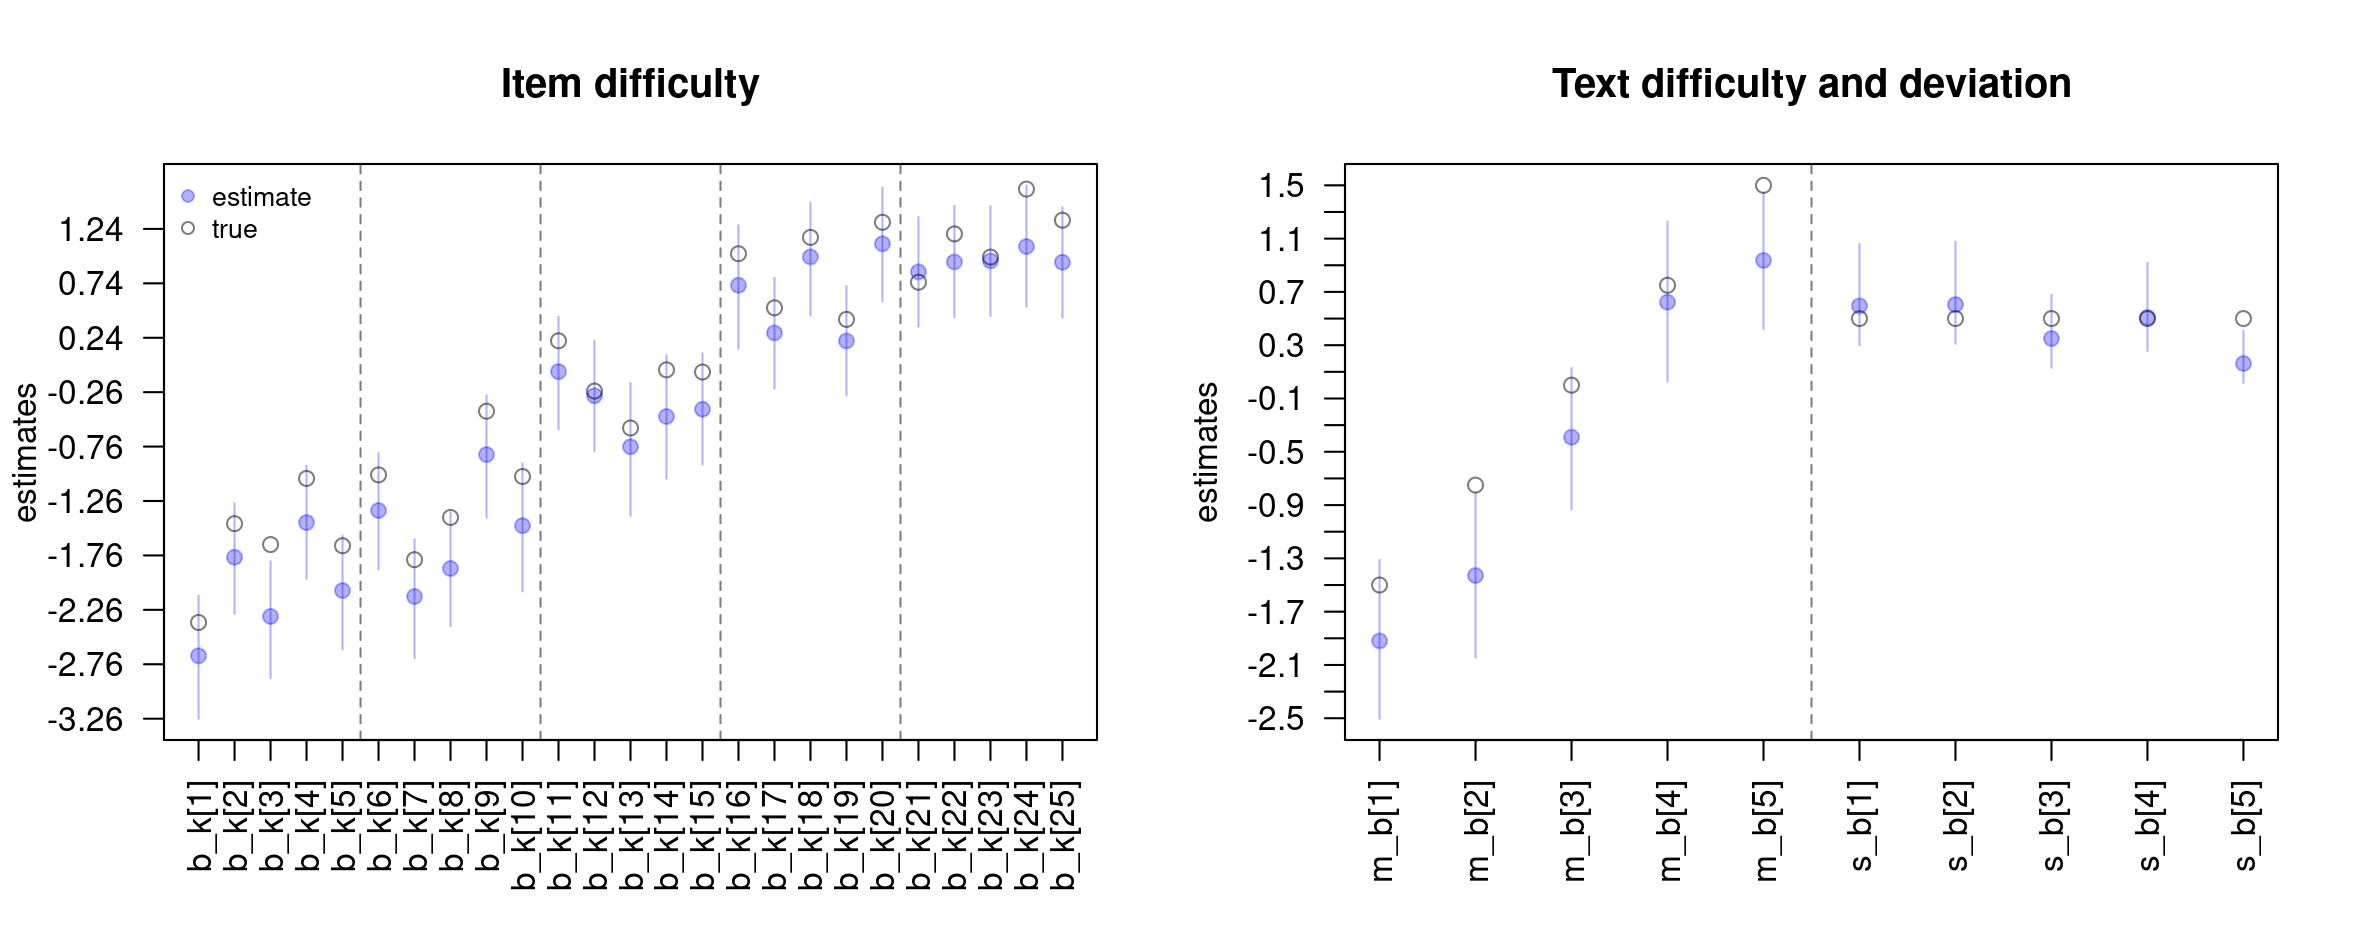 Item difficulty
estimate
true
estimates
1.24
0.74
0.24
-0.26
-0.76
-1.26
-1.76
-2.26
-2.76
-3.26
b_k[1]
b_k[2]
b_k[3]
b_k[4]
b_k[5]
b_k[6]
b_k[7]
b_k[8]
b_k[9]
b_k[10]
b_k[11]
b_k[12]
b_k[13]
b_k[14]
b_k[15]
b_k[16]
b_k[17]
b_k[18]
b_k[19]
b_k[20]
b_k[21]
b_k[22]
b_k[23]
b_k[24]
b_k[25]
Text difficulty and deviation
estimates
1.5
1.1
0.7
0.3
-0.1
-0.5
-0.9
-1.3
-1.7
-2.1
-2.5
m_b[1]
m_b[2]
m_b[3]
m_b[4]
m_b[5]
s_b[1]
s_b[2]
s_b[3]
s_b[4]
s_b[5]